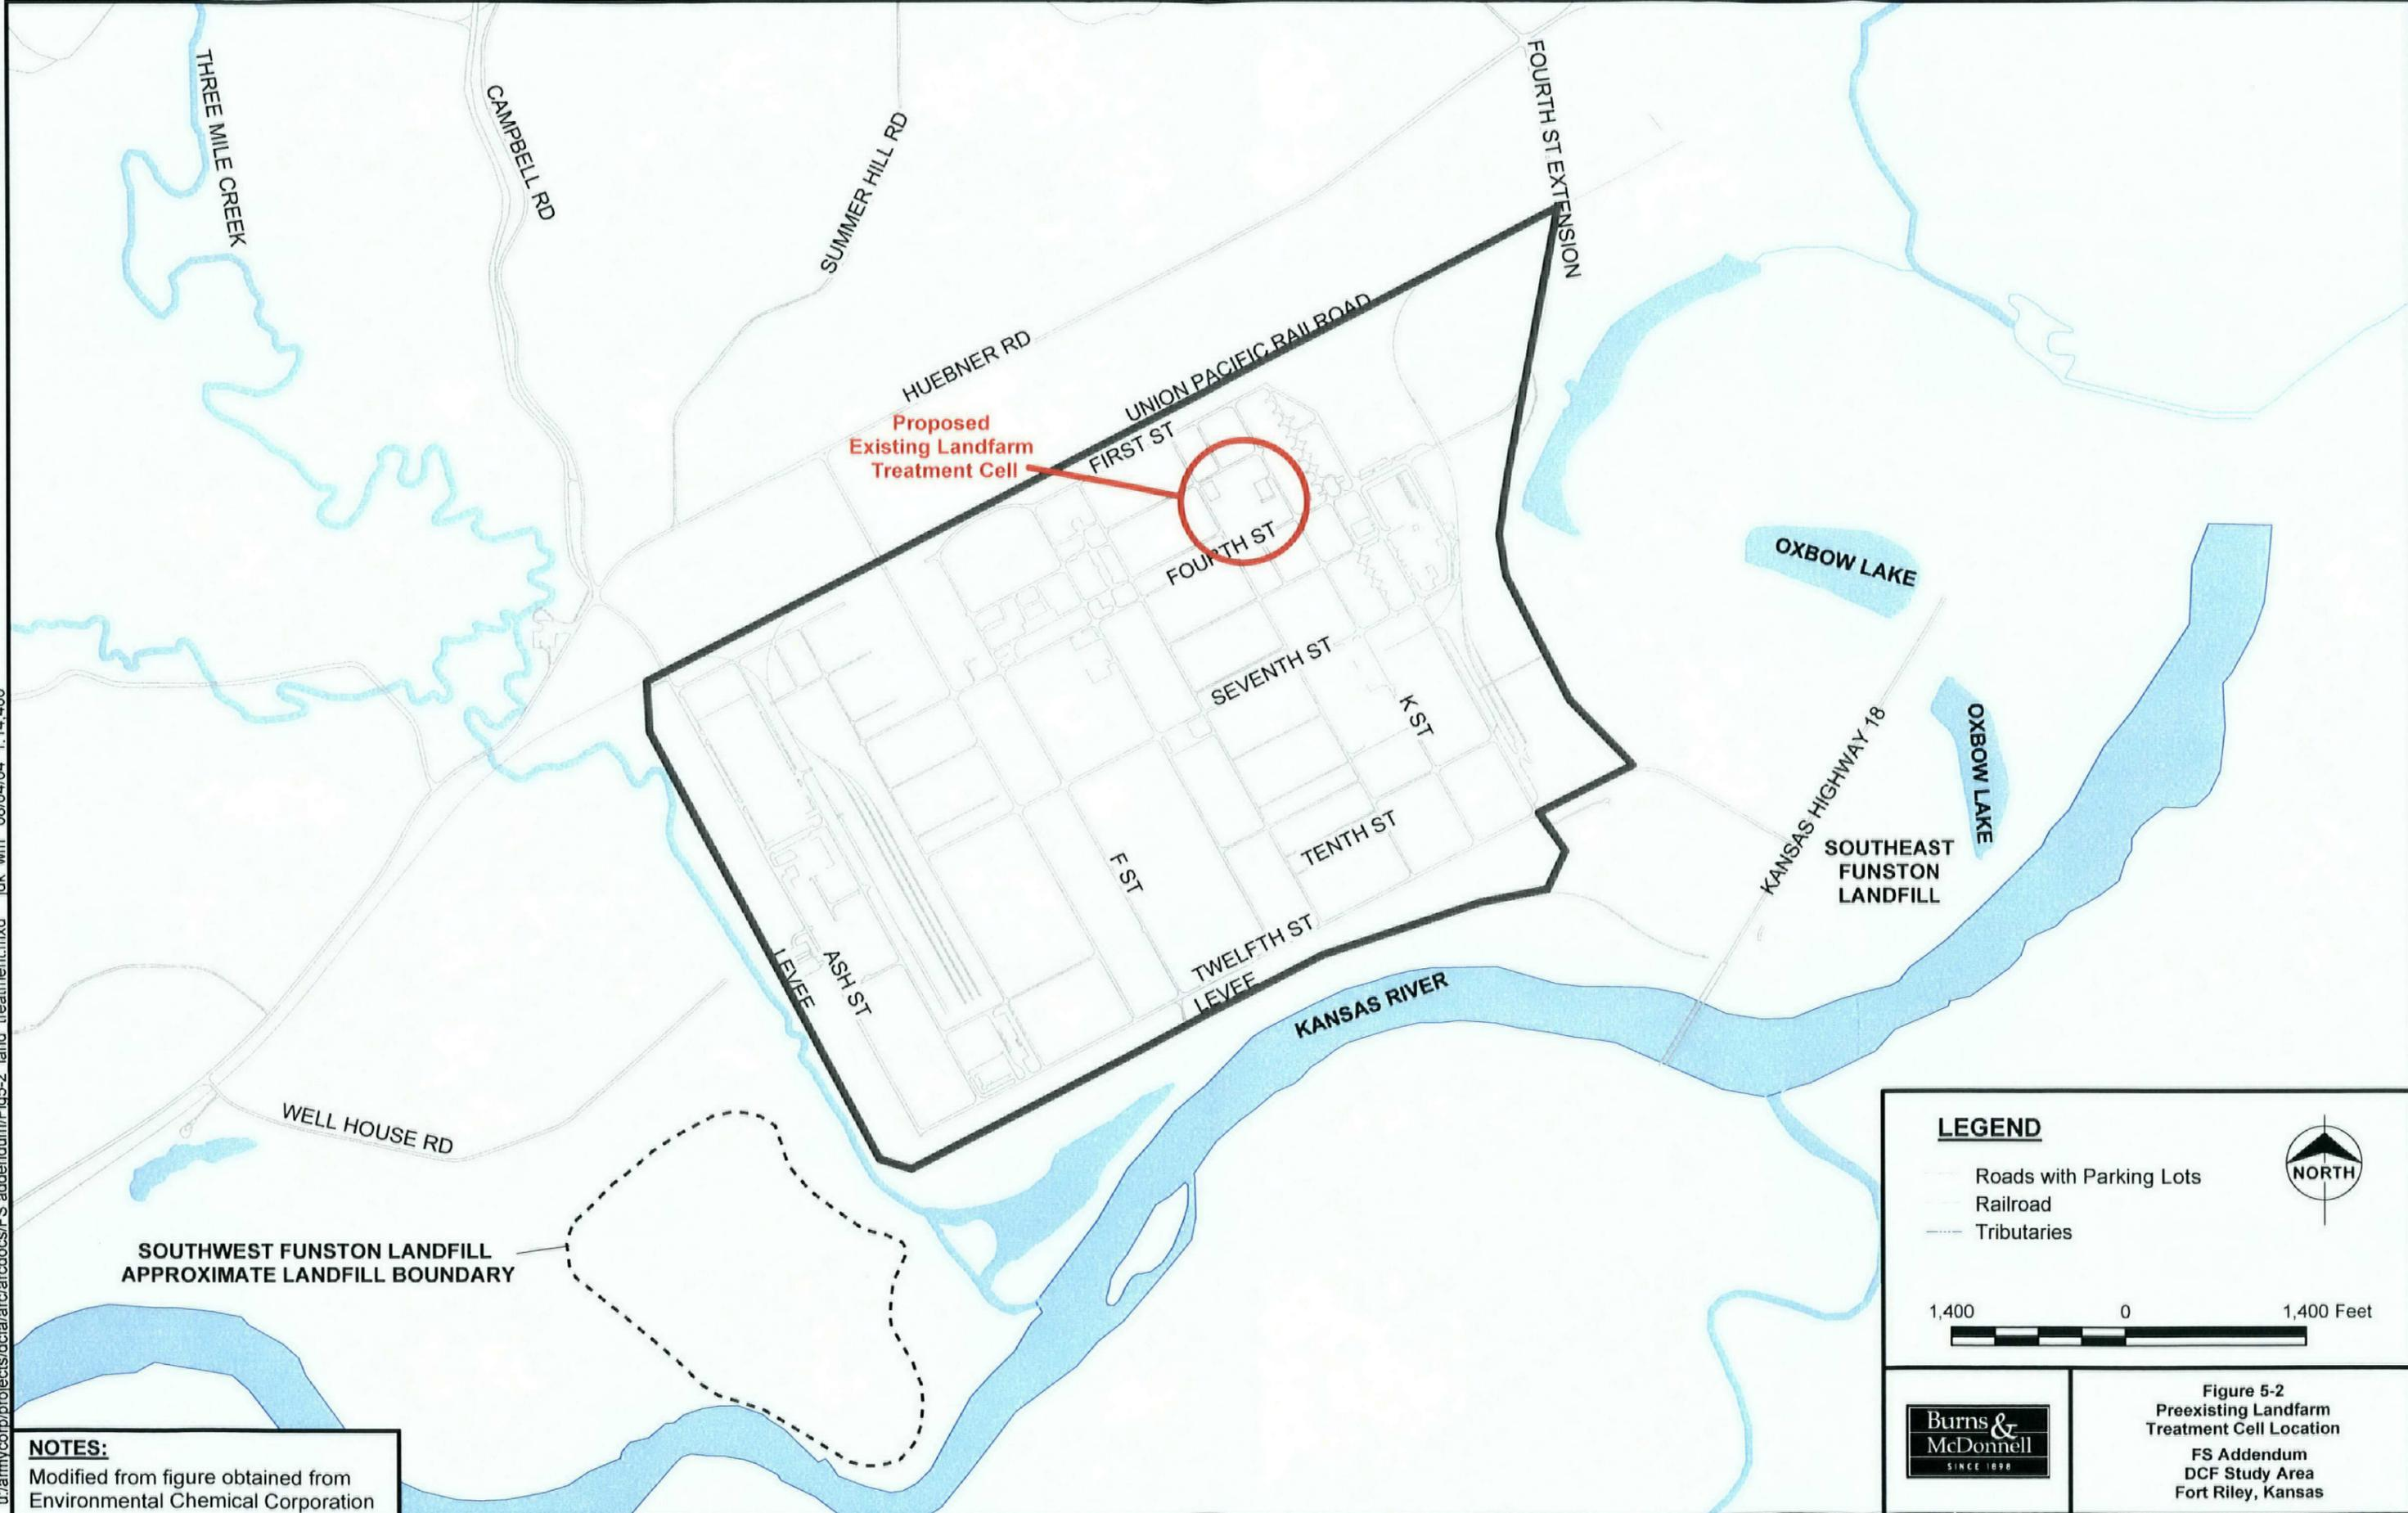 THREE MILE CREEK
CAMPBELL RD
SUMMER HILL RD
FOURTH ST.EXTENSION
HUEBNER RD
UNION PACIFIC RAILROAD
FIRST ST
Proposed
Existing Landfarm
Treatment Cell
FOURTH ST
SEVENTH ST
K ST
TENTH ST
F ST
TWELFTH ST
LEVEE
ASH ST
LEVEE
KANSAS RIVER
OXBOW LAKE
OXBOW LAKE
KANSAS HIGHWAY 18
SOUTHEAST
FUNSTON
LANDFILL
WELL HOUSE RD
SOUTHWEST FUNSTON LANDFILL
APPROXIMATE LANDFILL BOUNDARY
NOTES:
Modified from figure obtained from
Environmental Chemical Corporation
LEGEND
Roads with Parking Lots
Railroad
Tributaries
NORTH
1,400 0 1,400 Feet
Burns &
McDonnell
SINCE 1898
Figure 5-2
Preexisting Landfarm
Treatment Cell Location
FS Addendum
DCF Study Area
Fort Riley, Kansas